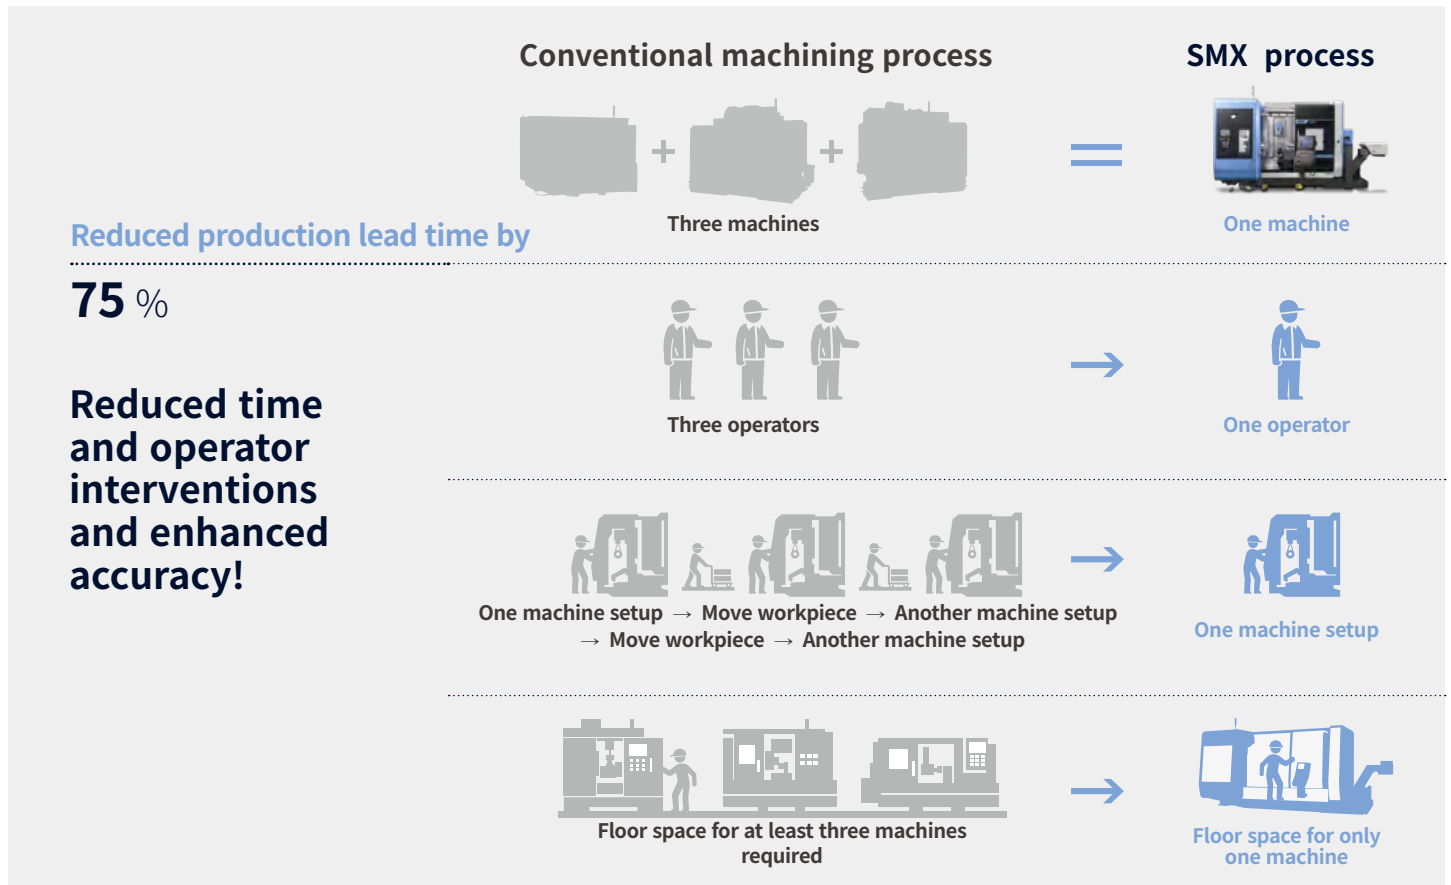 Conventional machining process
SMX process
Three machines
One machine
Reduced production lead time by
75 %
Reduced time
and operator
interventions
and enhanced
accuracy!
Three operators
One operator
One machine setup → Move workpiece → Another machine setup
→ Move workpiece → Another machine setup
One machine setup
Floor space for at least three machines
required
Floor space for only
one machine